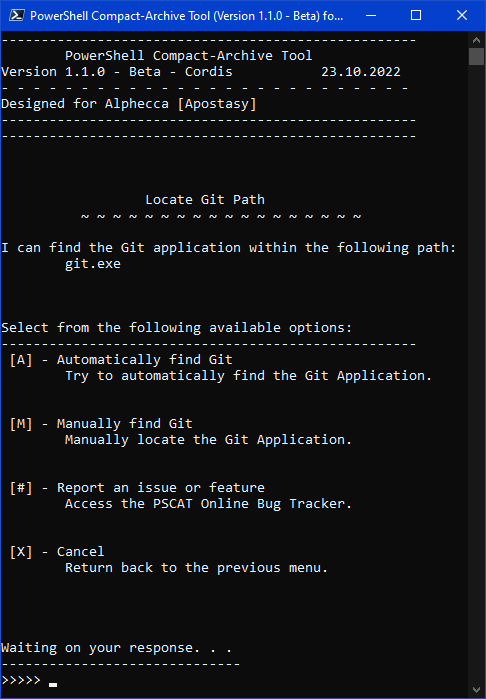 PowerShell Compact-Archive Tool (Version 1.1.0 - Beta) fo...
----------------------------------------------------
PowerShell Compact-Archive Tool
Version 1.1.0 - Beta - Cordis 23.10.2022
- - - - - - - - - - - - - - - - - - - - - - - - - -
Designed for Alphecca [Apostasy]
----------------------------------------------------
----------------------------------------------------
Locate Git Path
~ ~ ~ ~ ~ ~ ~ ~ ~ ~ ~ ~ ~ ~ ~ ~ ~ ~
I can find the Git application within the following path:
git.exe
Select from the following available options:
----------------------------------------------------
[A] - Automatically find Git
Try to automatically find the Git Application.
[M] - Manually find Git
Manually locate the Git Application.
[#] - Report an issue or feature
Access the PSCAT Online Bug Tracker.
[X] - Cancel
Return back to the previous menu.
Waiting on your response. . .
------------------------------
>>>>> _